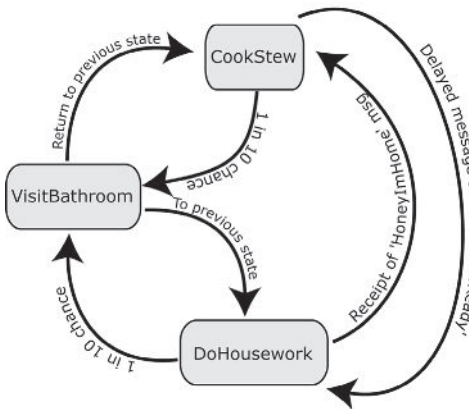 CookStew
Return to previous state
1 in 10 chance
Delayed message
VisitBathroom
To previous state
Receipt of 'HoneyImHome' msg
1 in 10 chance
DoHousework